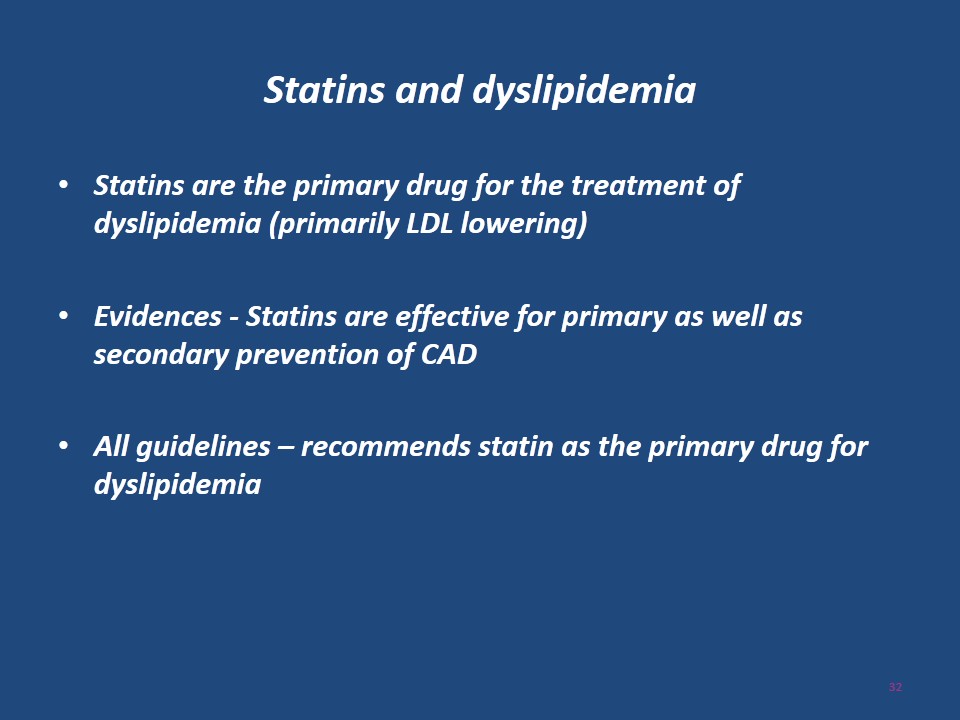 Statins and dyslipidemia
• Statins are the primary drug for the treatment of
dyslipidemia (primarily LDL lowering)
• Evidences - Statins are effective for primary as well as
secondary prevention of CAD
• All guidelines – recommends statin as the primary drug for
dyslipidemia
32